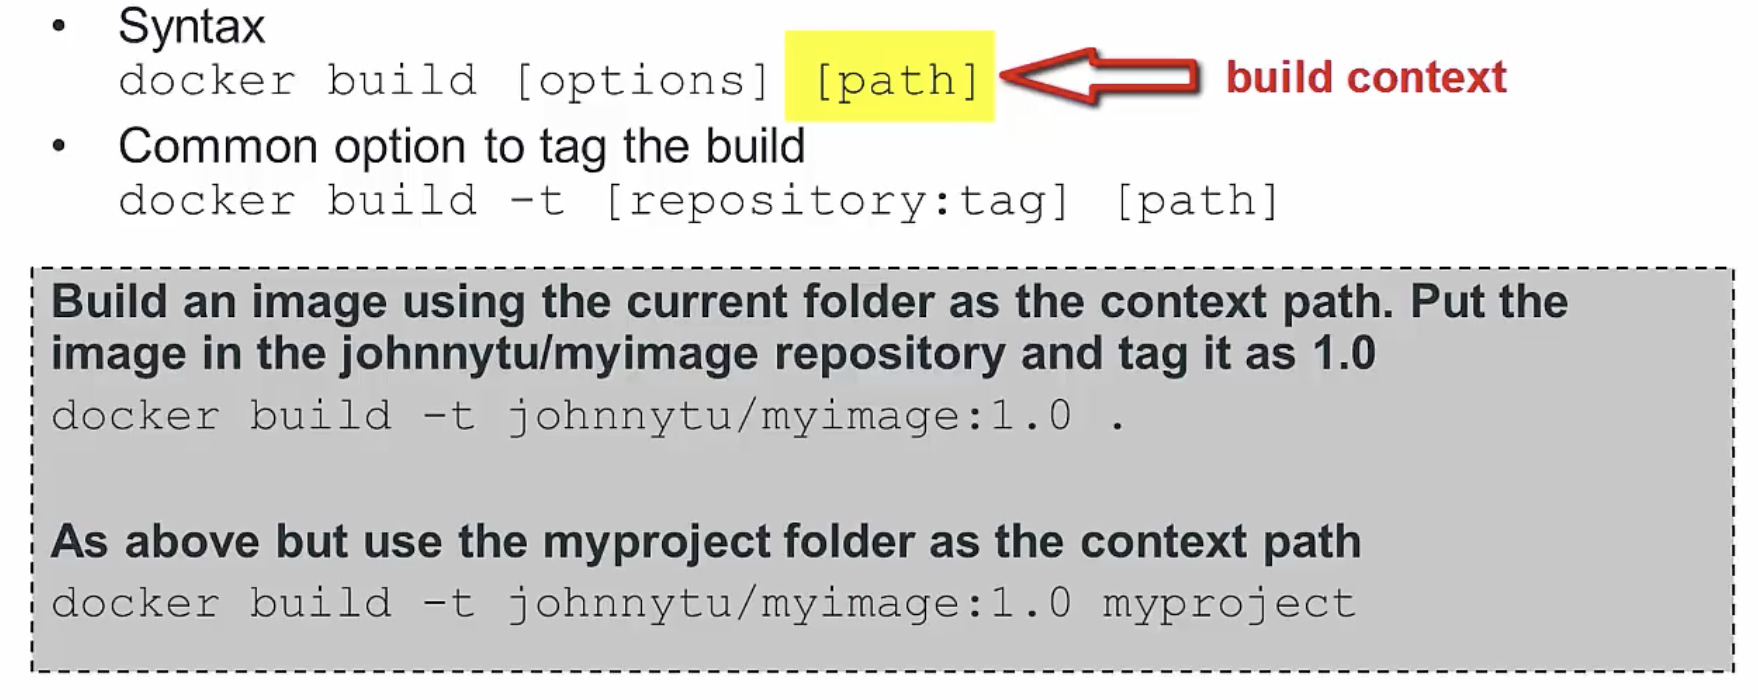 • Syntax
docker build [options] [path] build context
• Common option to tag the build
docker build -t [repository:tag] [path]
Build an image using the current folder as the context path. Put the
image in the johnnytu/myimage repository and tag it as 1.0
docker build -t johnnytu/myimage:1.0 .
As above but use the myproject folder as the context path
docker build -t johnnytu/myimage:1.0 myproject